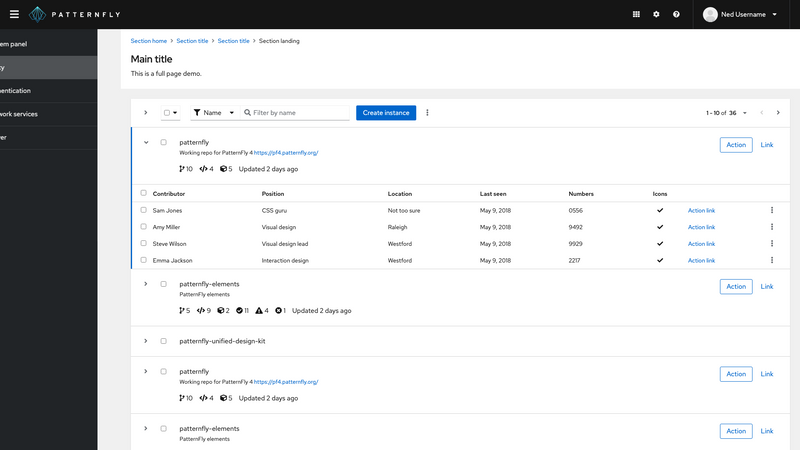 PATTERNFLY
Ned Username
em panel
cy
hentication
work services
ver
Section home > Section title > Section title > Section landing
Main title
This is a full page demo.
Name
Filter by name
Create instance
1 - 10 of 36
patternfly
Working repo for PatternFly 4 https://pf4.patternfly.org/
10 4 5 Updated 2 days ago
Action Link
Contributor Position Location Last seen Numbers Icons
Sam Jones CSS guru Not too sure May 9, 2018 0556 Action link
Amy Miller Visual design Raleigh May 9, 2018 9492 Action link
Steve Wilson Visual design lead Westford May 9, 2018 9929 Action link
Emma Jackson Interaction design Westford May 9, 2018 2217 Action link
patternfly-elements
PatternFly elements
5 9 2 11 4 1 Updated 2 days ago
Action Link
patternfly-unified-design-kit
patternfly
Working repo for PatternFly 4 https://pf4.patternfly.org/
10 4 5 Updated 2 days ago
Action Link
patternfly-elements
PatternFly elements
Action Link